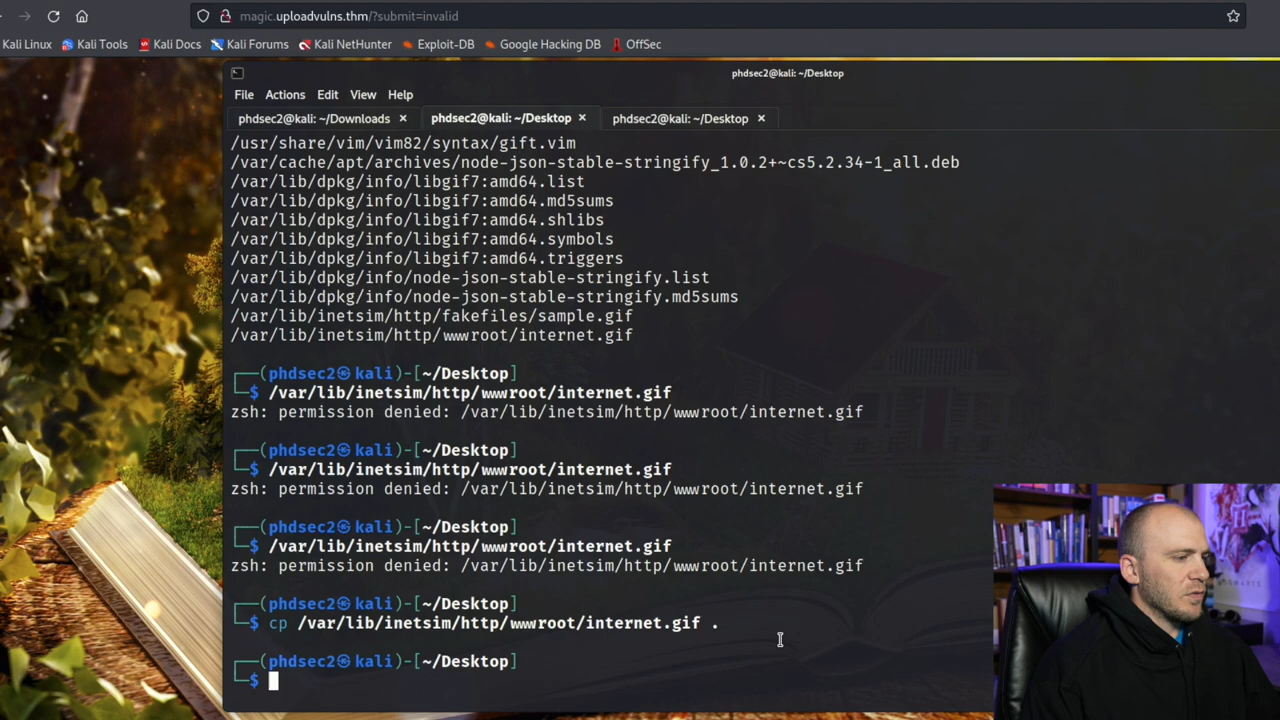 magic.uploadvulns.thm/?submit=invalid
Kali Linux Kali Tools Kali Docs Kali Forums Kali NetHunter Exploit-DB Google Hacking DB OffSec
phdsec2@kali: ~/Desktop
File Actions Edit View Help
phdsec2@kali: ~/Downloads × phdsec2@kali: ~/Desktop × phdsec2@kali: ~/Desktop ×
/usr/share/vim/vim82/syntax/gift.vim
/var/cache/apt/archives/node-json-stable-stringify_1.0.2+~cs5.2.34-1_all.deb
/var/lib/dpkg/info/libgif7:amd64.list
/var/lib/dpkg/info/libgif7:amd64.md5sums
/var/lib/dpkg/info/libgif7:amd64.shlibs
/var/lib/dpkg/info/libgif7:amd64.symbols
/var/lib/dpkg/info/libgif7:amd64.triggers
/var/lib/dpkg/info/node-json-stable-stringify.list
/var/lib/dpkg/info/node-json-stable-stringify.md5sums
/var/lib/inetsim/http/fakefiles/sample.gif
/var/lib/inetsim/http/wwwroot/internet.gif
┌──(phdsec2㉿kali)-[~/Desktop]
└─$ /var/lib/inetsim/http/wwwroot/internet.gif
zsh: permission denied: /var/lib/inetsim/http/wwwroot/internet.gif
┌──(phdsec2㉿kali)-[~/Desktop]
└─$ /var/lib/inetsim/http/wwwroot/internet.gif
zsh: permission denied: /var/lib/inetsim/http/wwwroot/internet.gif
┌──(phdsec2㉿kali)-[~/Desktop]
└─$ /var/lib/inetsim/http/wwwroot/internet.gif
zsh: permission denied: /var/lib/inetsim/http/wwwroot/internet.gif
┌──(phdsec2㉿kali)-[~/Desktop]
└─$ cp /var/lib/inetsim/http/wwwroot/internet.gif .
┌──(phdsec2㉿kali)-[~/Desktop]
└─$